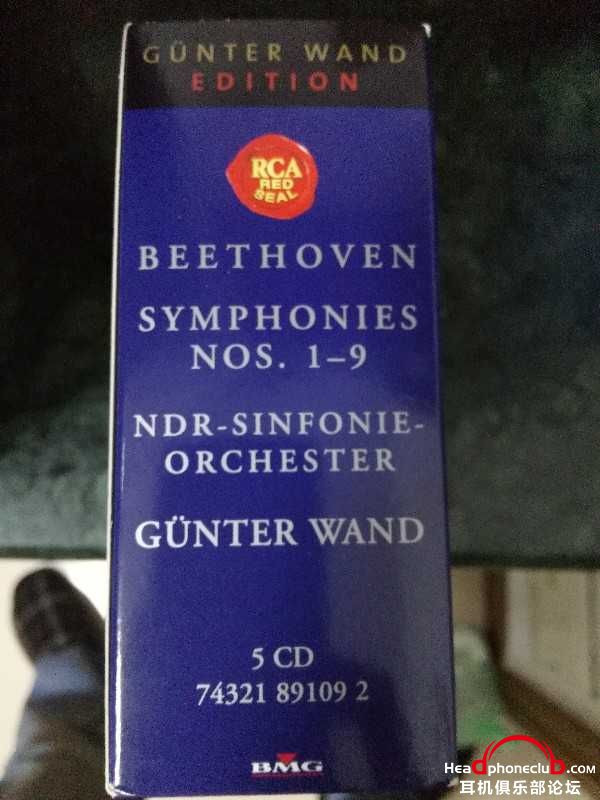 GÜNTER WAND
EDITION
RCA
RED
SEAL
BEETHOVEN
SYMPHONIES
NOS. 1–9
NDR-SINFONIE-
ORCHESTER
GÜNTER WAND
5 CD
74321 89109 2
BMG
Headphoneclub.com
耳机俱乐部论坛